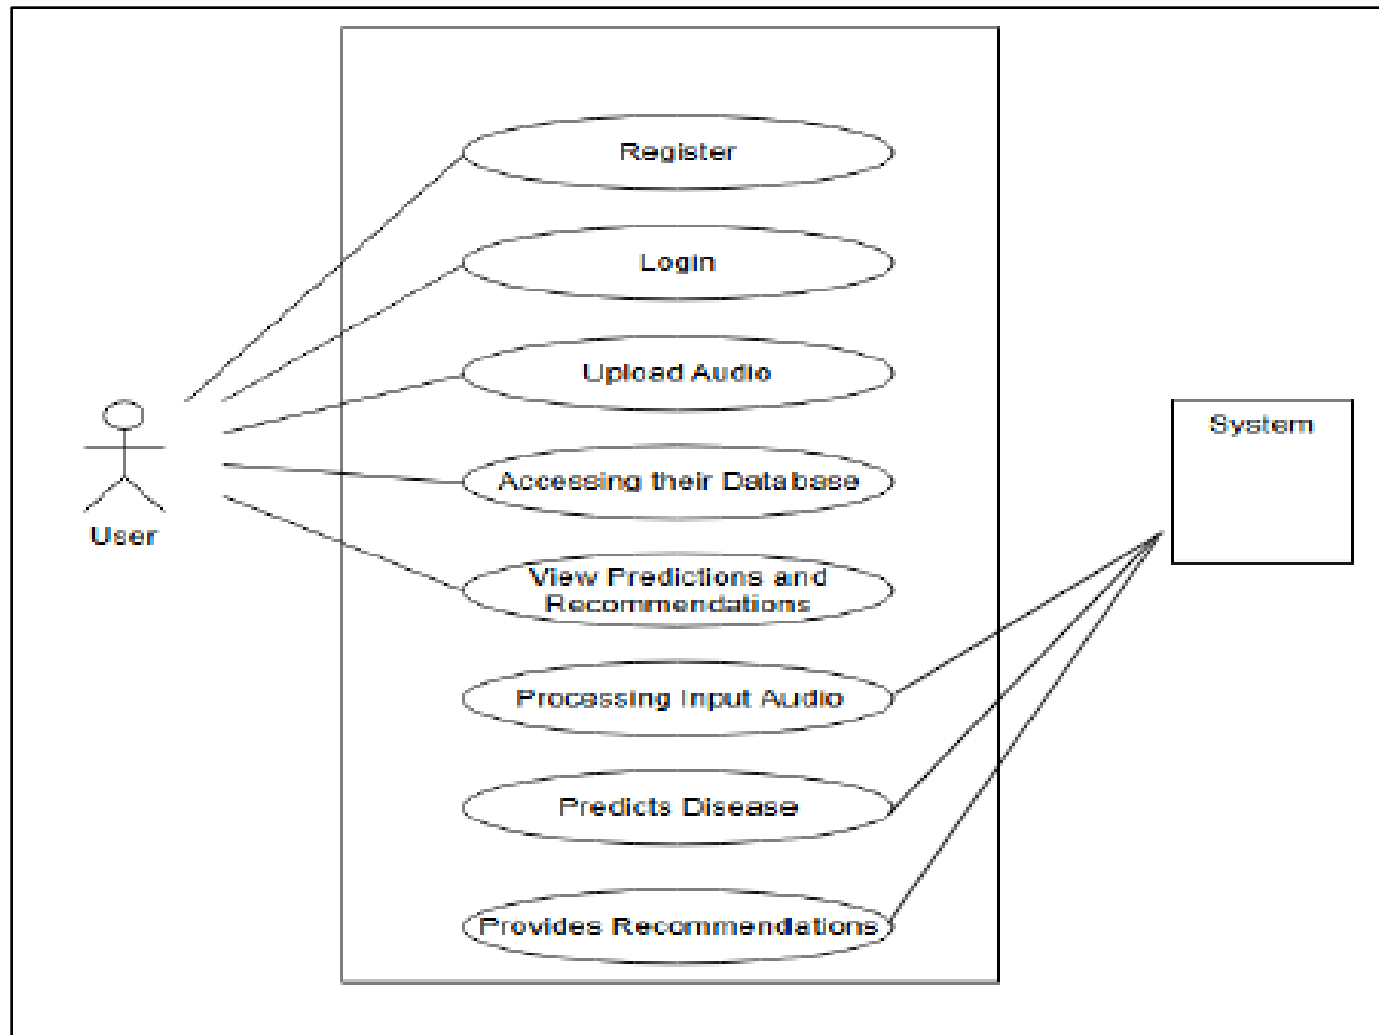 Register
Login
Upload Audio
Accessing their Database
View Predictions and
Recommendations
Processing Input Audio
Predicts Disease
Provides Recommendations
User
System